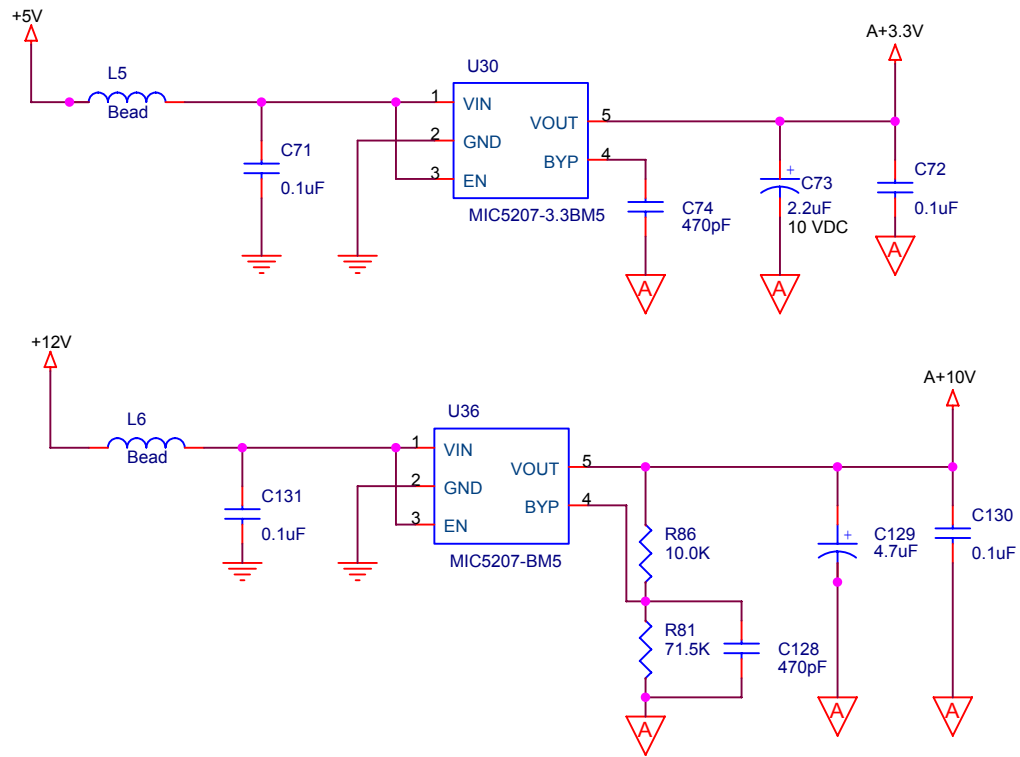 +5V
A+3.3V
L5
Bead
U30
1
VIN
VOUT
5
2
GND
BYP
4
3
EN
MIC5207-3.3BM5
C71
0.1uF
C74
470pF
+
C73
2.2uF
10 VDC
C72
0.1uF
A
A
A
+12V
A+10V
L6
Bead
U36
1
VIN
VOUT
5
2
GND
BYP
4
3
EN
MIC5207-BM5
C131
0.1uF
R86
10.0K
R81
71.5K
C128
470pF
+
C129
4.7uF
C130
0.1uF
A
A
A